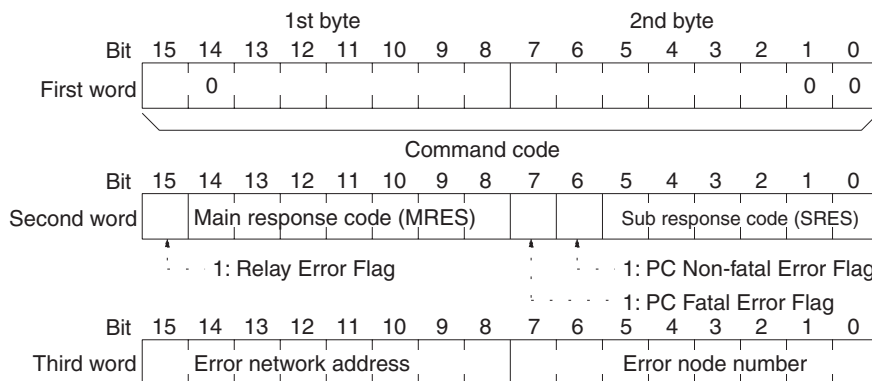 1st byte 2nd byte
Bit 15 14 13 12 11 10 9 8 7 6 5 4 3 2 1 0
First word 0 0 0
Command code
Bit 15 14 13 12 11 10 9 8 7 6 5 4 3 2 1 0
Second word Main response code (MRES) Sub response code (SRES)
1: Relay Error Flag 1: PC Non-fatal Error Flag
1: PC Fatal Error Flag
Bit 15 14 13 12 11 10 9 8 7 6 5 4 3 2 1 0
Third word Error network address Error node number